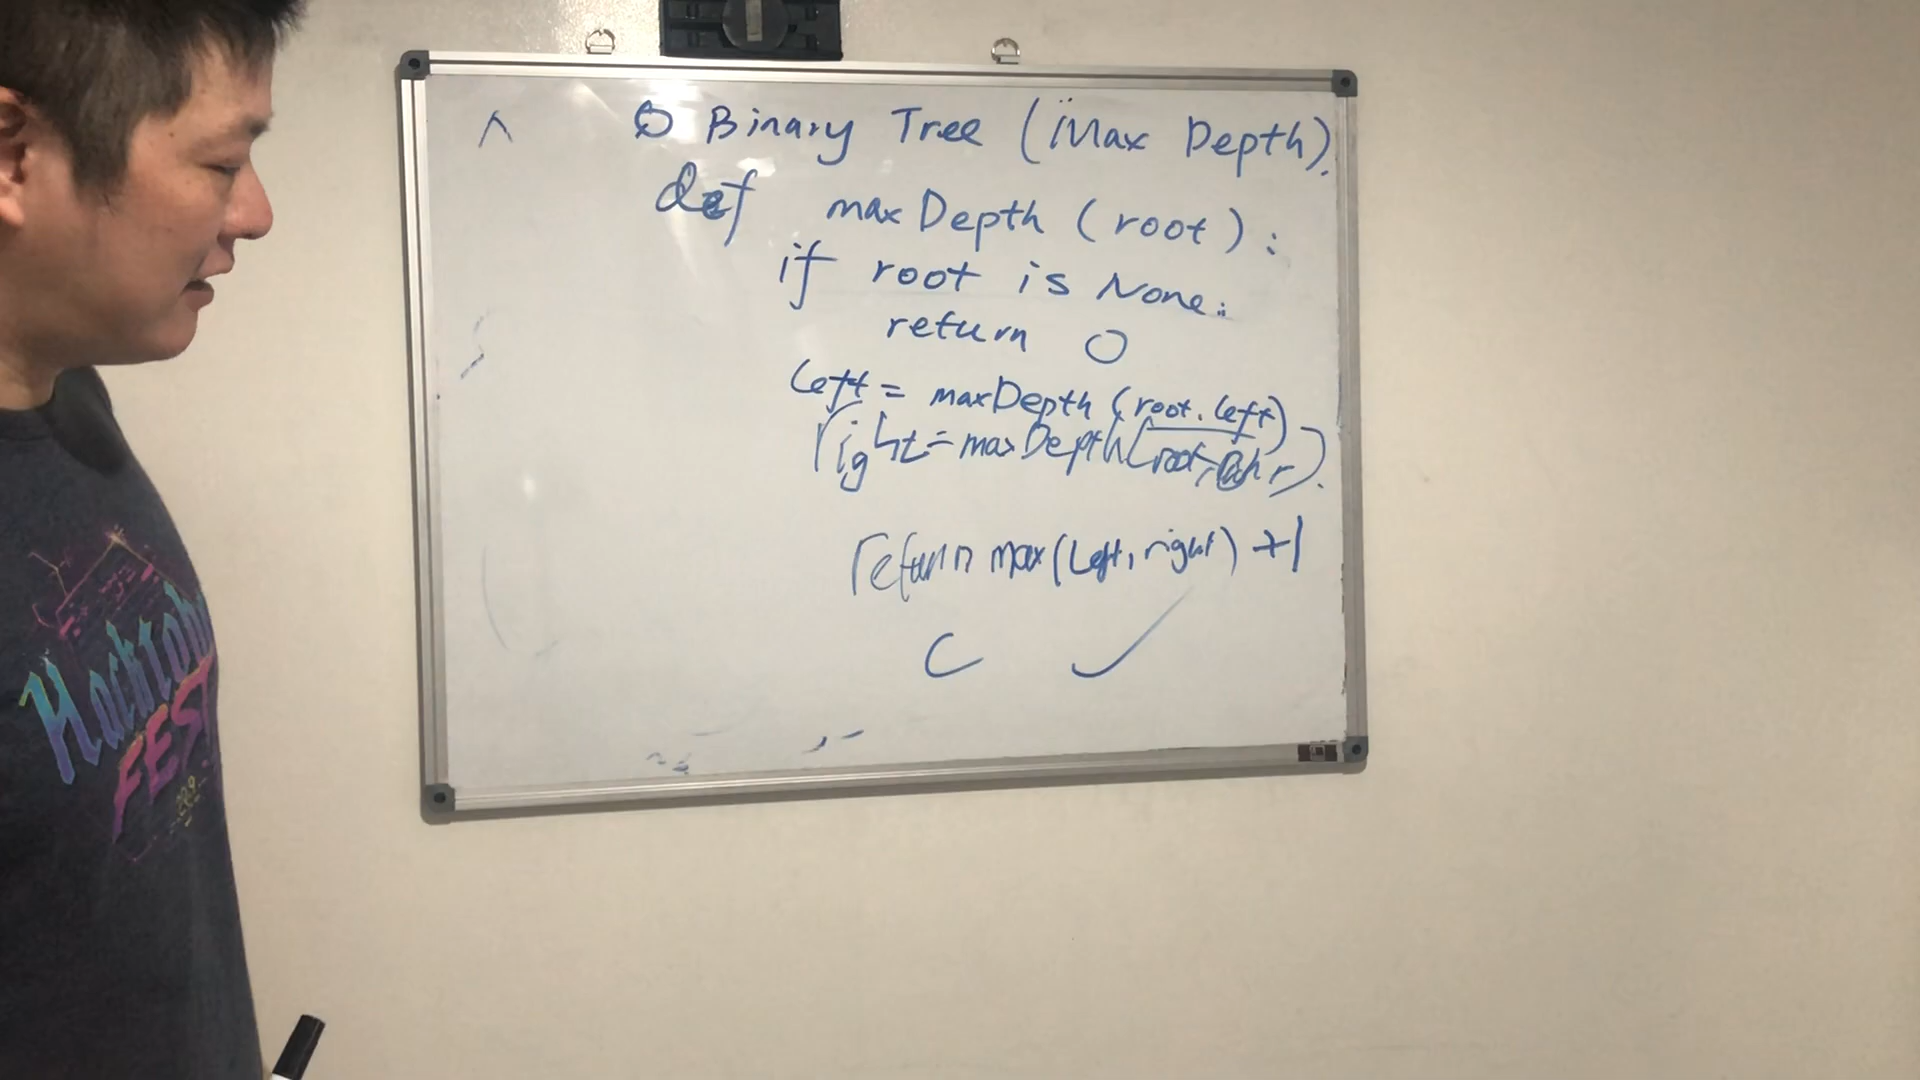 Binary Tree (Max Depth).
def maxDepth (root):
if root is None:
return 0
left = maxDepth (root.left)
right = maxDepth(root.
return max(left, right) +1
C ✓
Hacktober
FEST